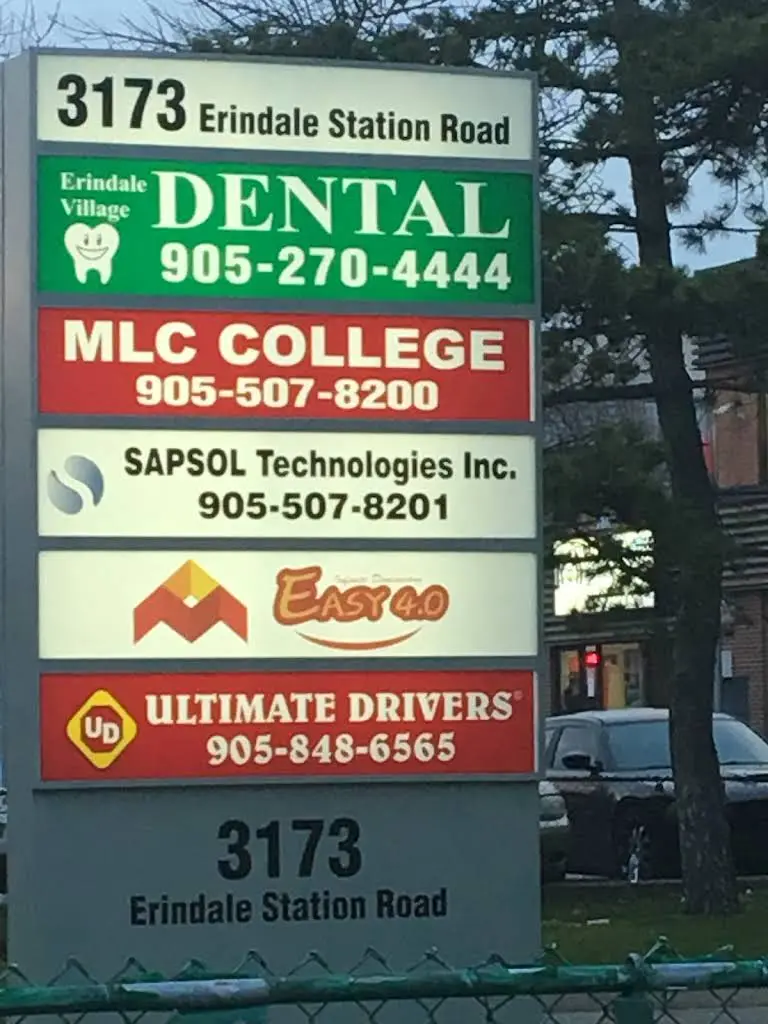 3173 Erindale Station Road
Erindale Village DENTAL
905-270-4444
MLC COLLEGE
905-507-8200
SAPSOL Technologies Inc.
905-507-8201
EASY 4.0
UD ULTIMATE DRIVERS®
905-848-6565
3173
Erindale Station Road